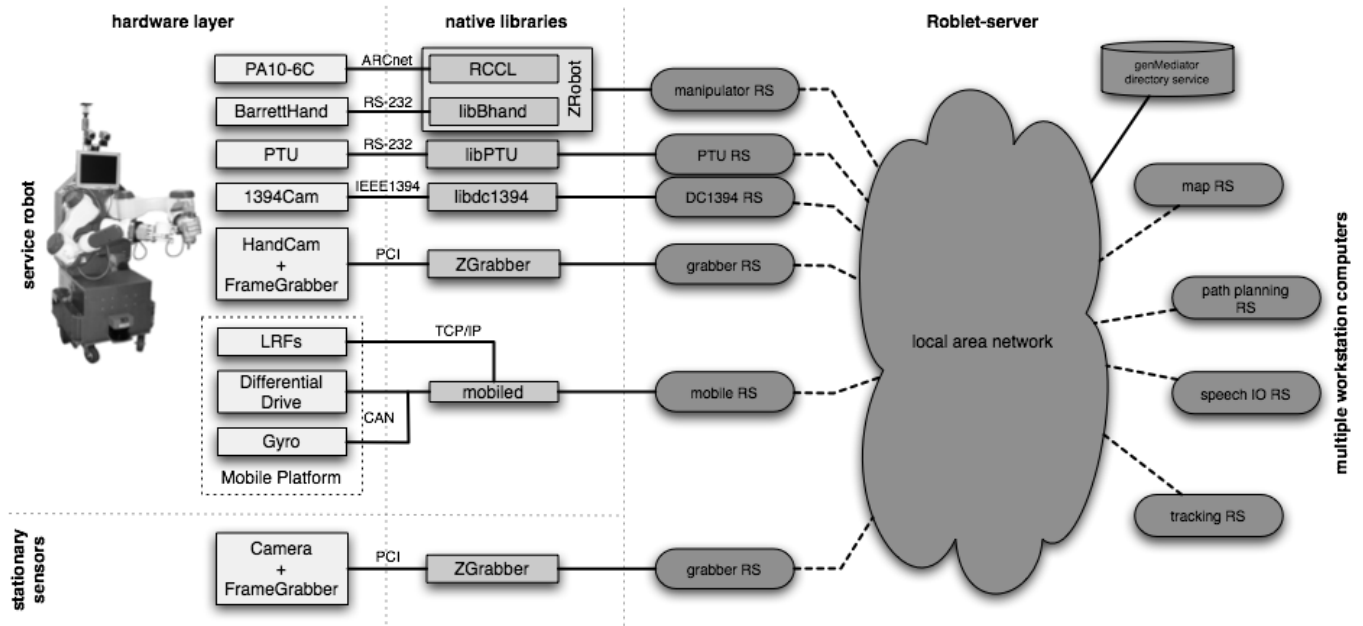 hardware layer
native libraries
Roblet-server
service robot
PA10-6C
ARCnet
RCCL
ZRobot
manipulator RS
genMediator
directory service
BarrettHand
RS-232
libBhand
PTU
RS-232
libPTU
PTU RS
1394Cam
IEEE1394
libdc1394
DC1394 RS
map RS
HandCam
+
FrameGrabber
PCI
ZGrabber
grabber RS
path planning
RS
LRFs
TCP/IP
local area network
Differential
Drive
CAN
mobiled
mobile RS
speech IO RS
Gyro
Mobile Platform
tracking RS
multiple workstation computers
stationary
sensors
Camera
+
FrameGrabber
PCI
ZGrabber
grabber RS